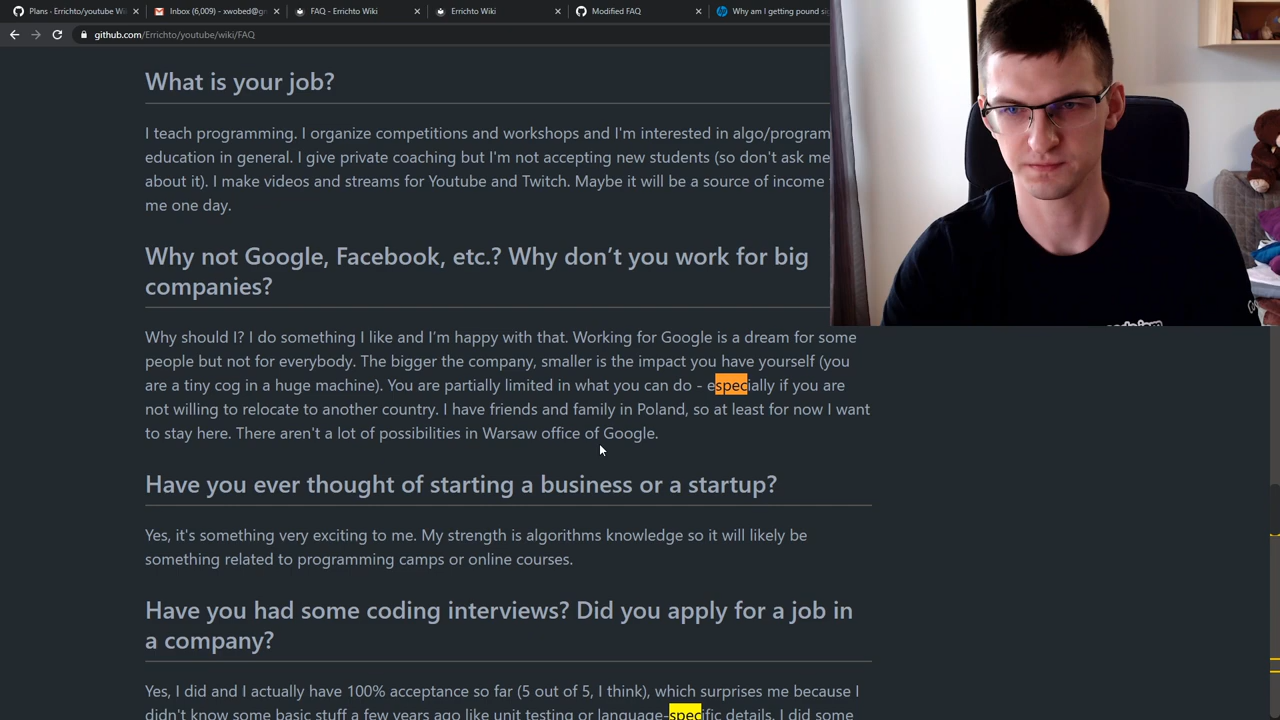 Plans - Errichto/youtube Wiki
Inbox (6,009) - xwobed@g
FAQ - Errichto Wiki
Errichto Wiki
Modified FAQ
Why am I getting pound si
github.com/Errichto/youtube/wiki/FAQ
What is your job?
I teach programming. I organize competitions and workshops and I'm interested in algo/program
education in general. I give private coaching but I'm not accepting new students (so don't ask me
about it). I make videos and streams for Youtube and Twitch. Maybe it will be a source of income
me one day.
Why not Google, Facebook, etc.? Why don’t you work for big
companies?
Why should I? I do something I like and I’m happy with that. Working for Google is a dream for some
people but not for everybody. The bigger the company, smaller is the impact you have yourself (you
are a tiny cog in a huge machine). You are partially limited in what you can do - especially if you are
not willing to relocate to another country. I have friends and family in Poland, so at least for now I want
to stay here. There aren't a lot of possibilities in Warsaw office of Google.
Have you ever thought of starting a business or a startup?
Yes, it's something very exciting to me. My strength is algorithms knowledge so it will likely be
something related to programming camps or online courses.
Have you had some coding interviews? Did you apply for a job in
a company?
Yes, I did and I actually have 100% acceptance so far (5 out of 5, I think), which surprises me because I
didn't know some basic stuff a few years ago like unit testing or language-specific details. I did some